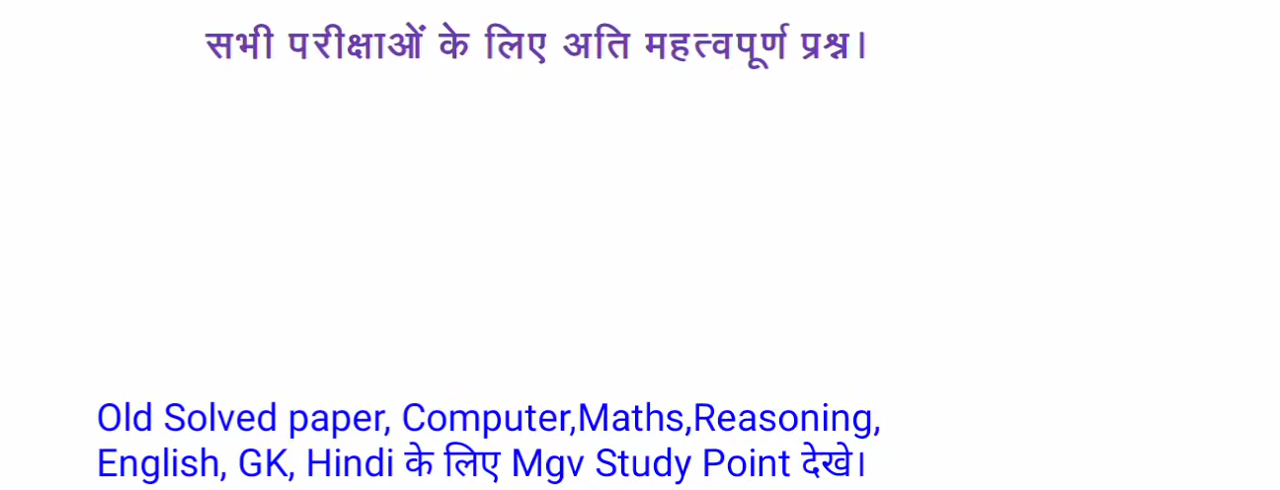 सभी परीक्षाओं के लिए अति महत्वपूर्ण प्रश्न।
Old Solved paper, Computer,Maths,Reasoning,
English, GK, Hindi के लिए Mgv Study Point देखे।